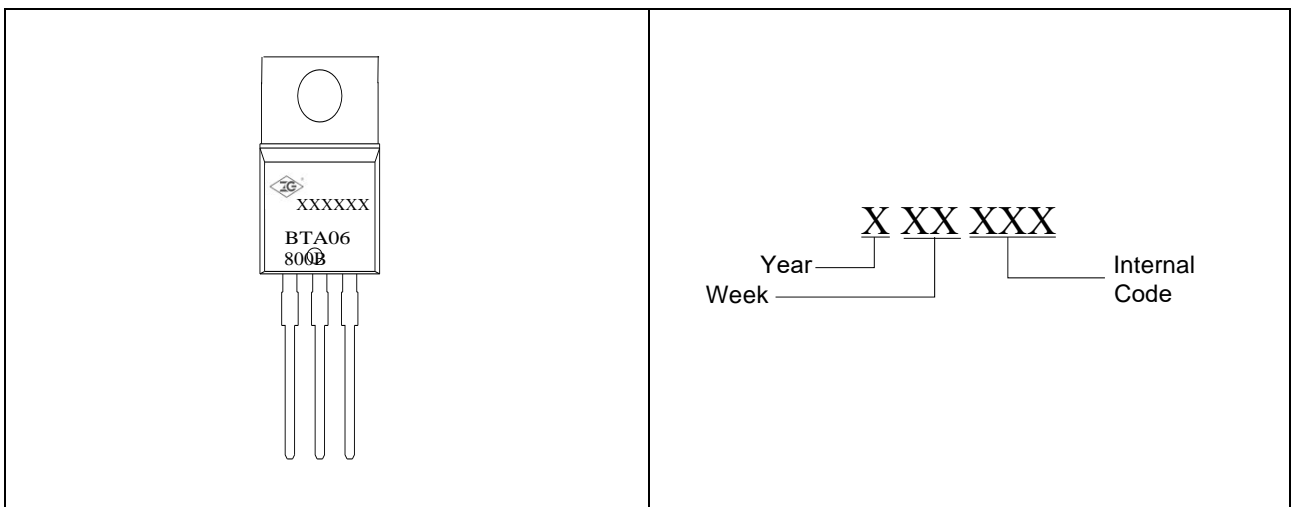 XXXXXX
BTA06
800B
X XX XXX
Year
Week
Internal
Code